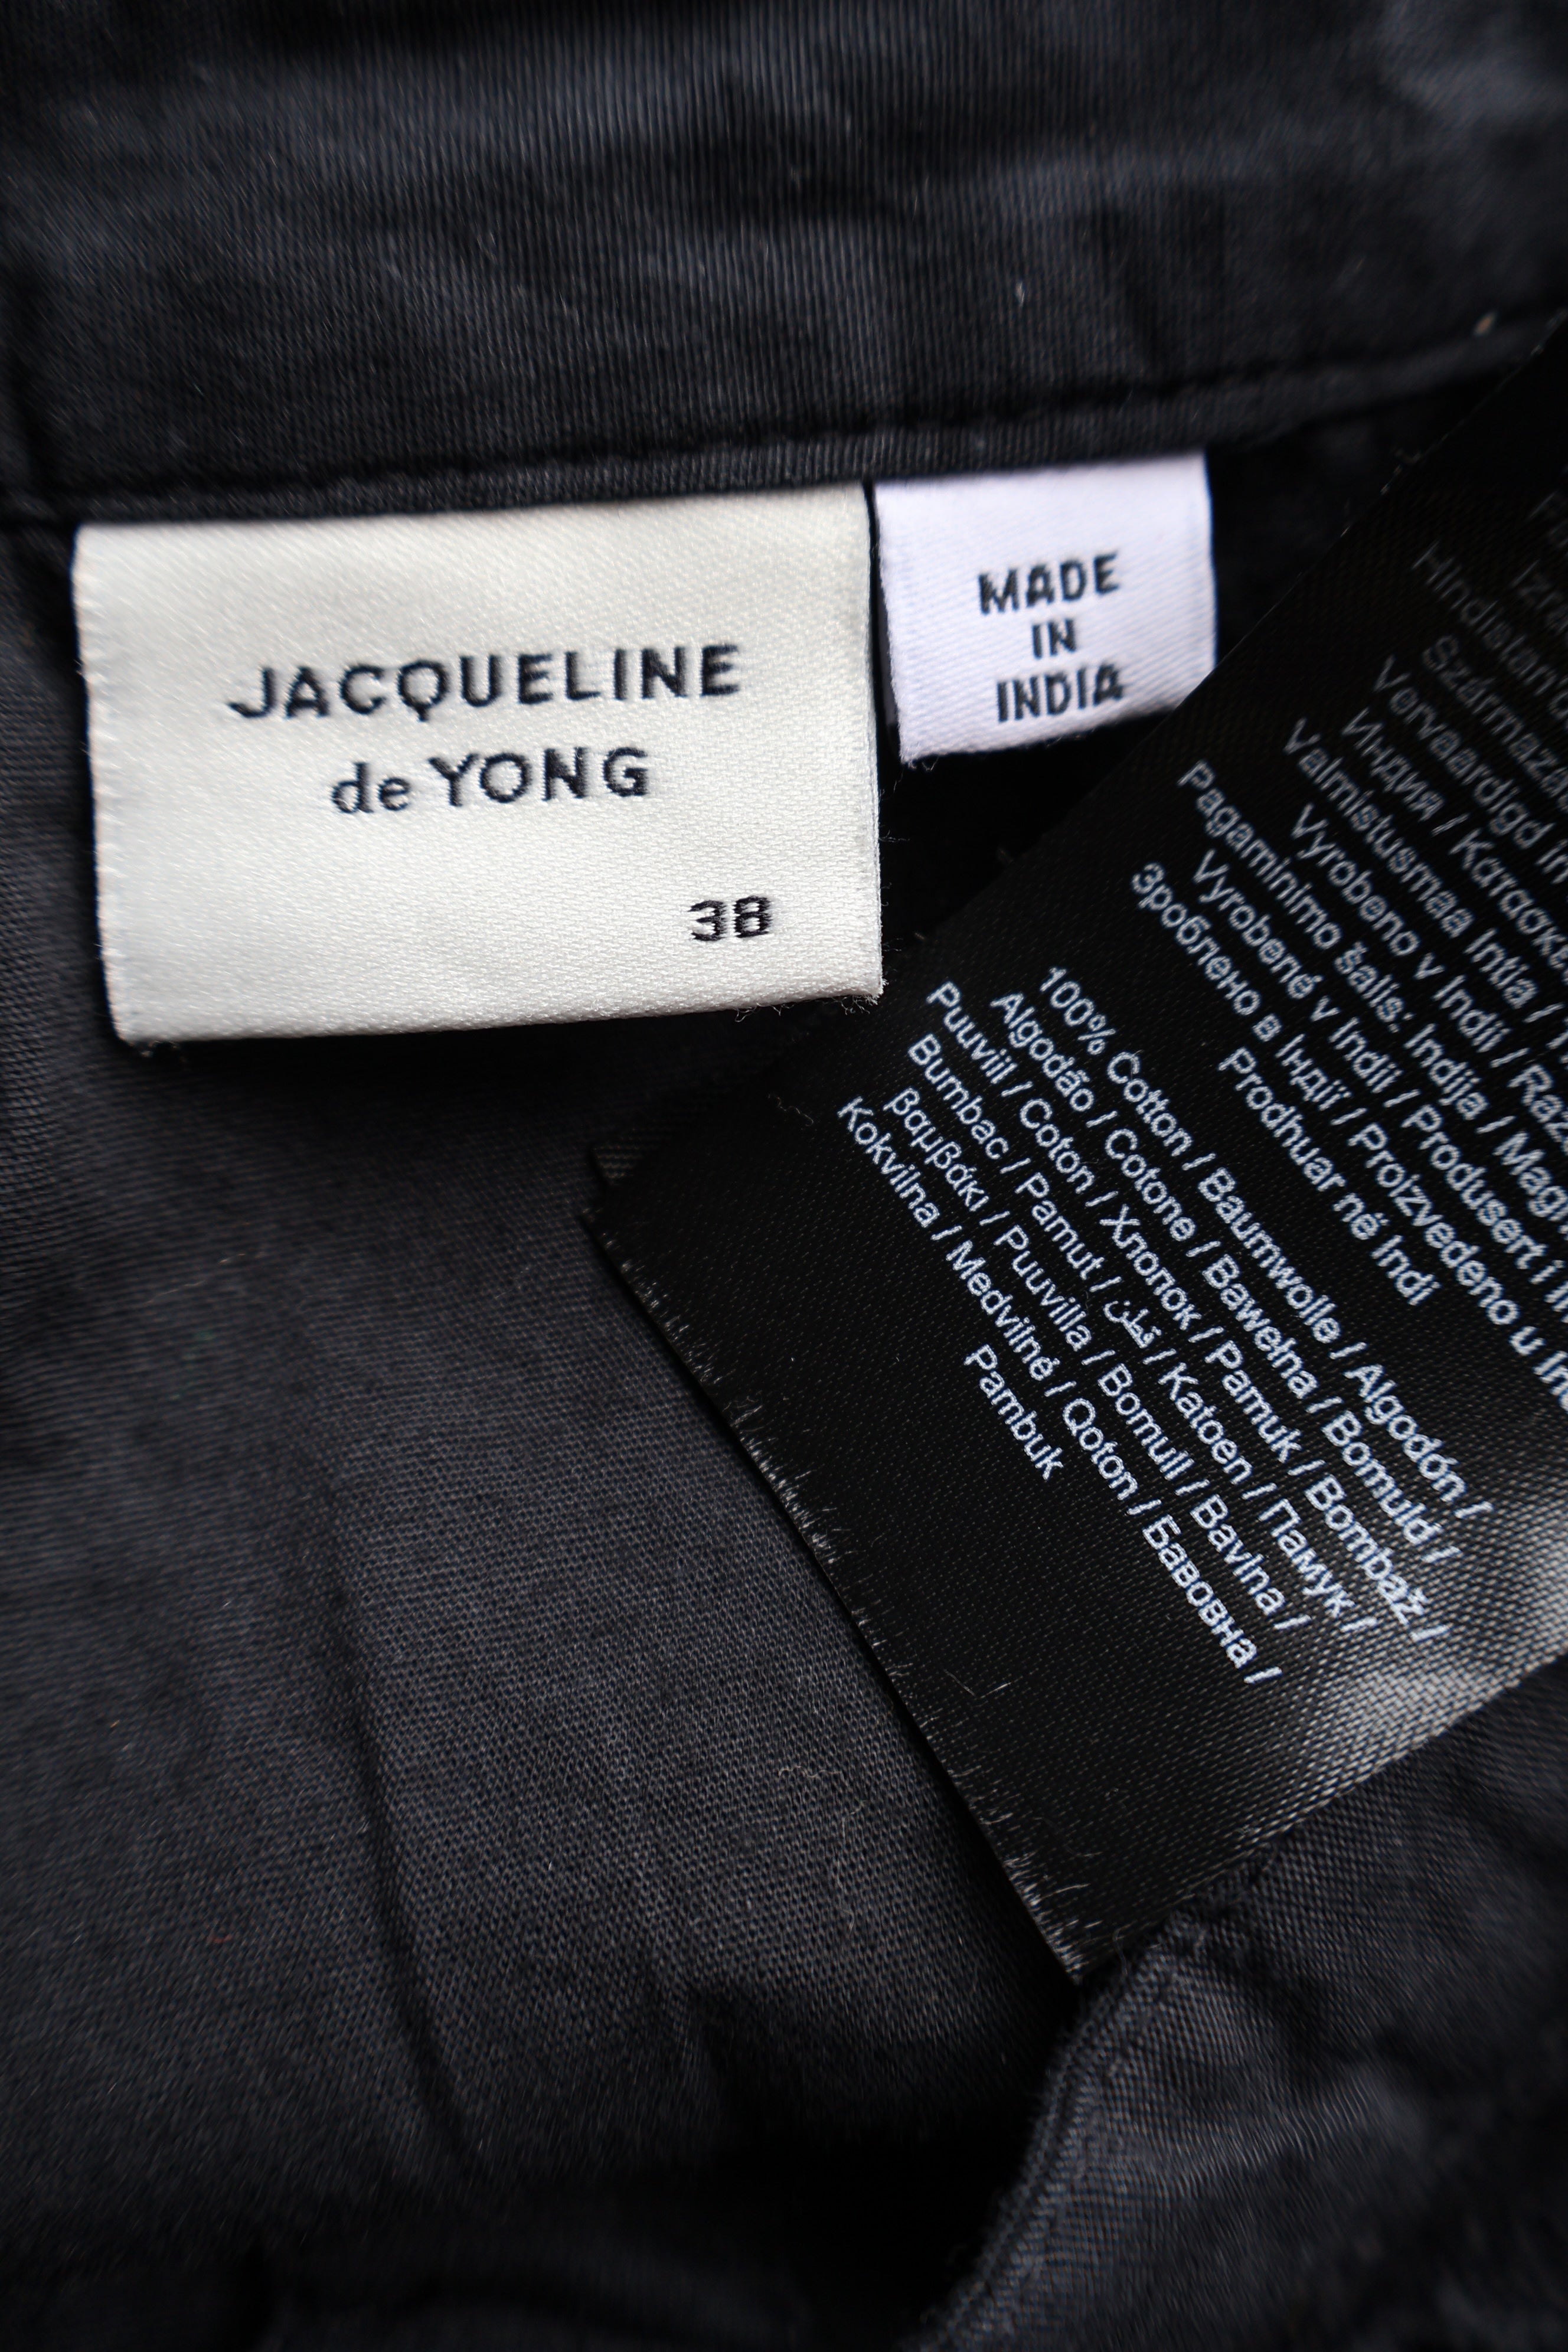 JACQUELINE
de YONG
38
MADE
IN
INDIA
Vervaardigd
Индия /
Valmistusmaa Intia /
Vyrobeno v Indii /
Pagaminimo šalis: Indija /
Vyrobené v Indii / Produsert i
Зроблено в Індії / Proizvedeno u
Prodhuar në Indi
100% Cotton / Baumwolle / Algodón /
Algodão / Cotone / Bawełna / Bomuld /
Puuvill / Coton / Хлопок / Pamuk / Bombaž /
Bumbac / Pamut / قطن / Katoen / Памук /
βαμβάκι / Puuvilla / Bomull / Bavlna /
Kokvilna / Medvilnė / Qoton / Бавовна /
Pambuk